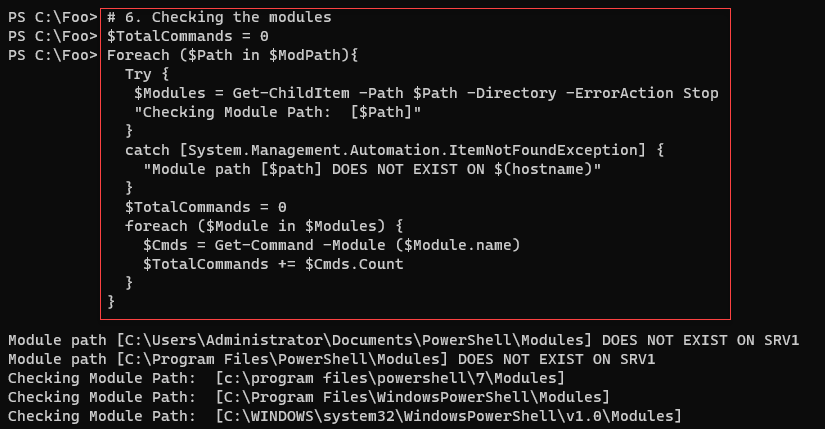 PS C:\Foo> # 6. Checking the modules
PS C:\Foo> $TotalCommands = 0
PS C:\Foo> Foreach ($Path in $ModPath){
  Try {
   $Modules = Get-ChildItem -Path $Path -Directory -ErrorAction Stop
   "Checking Module Path:  [$Path]"
  }
  catch [System.Management.Automation.ItemNotFoundException] {
    "Module path [$path] DOES NOT EXIST ON $(hostname)"
  }
  $TotalCommands = 0
  foreach ($Module in $Modules) {
    $Cmds = Get-Command -Module ($Module.name)
    $TotalCommands += $Cmds.Count
  }
}
Module path [C:\Users\Administrator\Documents\PowerShell\Modules] DOES NOT EXIST ON SRV1
Module path [C:\Program Files\PowerShell\Modules] DOES NOT EXIST ON SRV1
Checking Module Path:  [c:\program files\powershell\7\Modules]
Checking Module Path:  [C:\Program Files\WindowsPowerShell\Modules]
Checking Module Path:  [C:\WINDOWS\system32\WindowsPowerShell\v1.0\Modules]